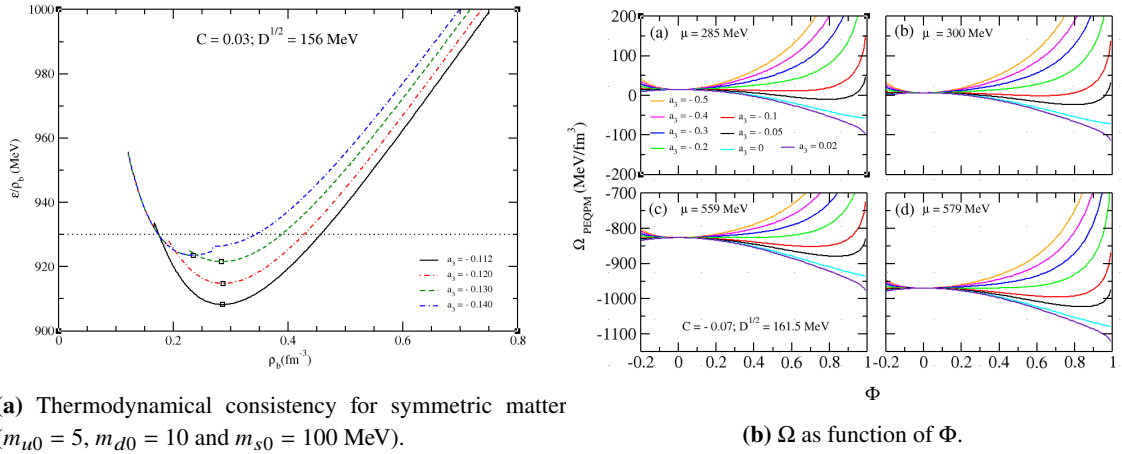 (a)
1000
980
960
940
920
900
ε/ρb (MeV)
C = 0.03; D^1/2 = 156 MeV
a3 = - 0.112
a3 = - 0.120
a3 = - 0.130
a3 = - 0.140
0 0.2 0.4 0.6 0.8
ρb(fm^-3)
(a) Thermodynamical consistency for symmetric matter
(mu0 = 5, md0 = 10 and ms0 = 100 MeV).
200
100
0
-100
200
-700
-800
-900
-1000
-1100
Ω PEQPM (MeV/fm^3)
(a) μ = 285 MeV
a3 = - 0.5
a3 = - 0.4
a3 = - 0.3
a3 = - 0.2
a3 = - 0.1
a3 = - 0.05
a3 = 0
a3 = 0.02
(b) μ = 300 MeV
(c) μ = 559 MeV
C = - 0.07; D^1/2 = 161.5 MeV
(d) μ = 579 MeV
-0.2 0 0.2 0.4 0.6 0.8 1-0.2 0 0.2 0.4 0.6 0.8 1
Φ
(b) Ω as function of Φ.